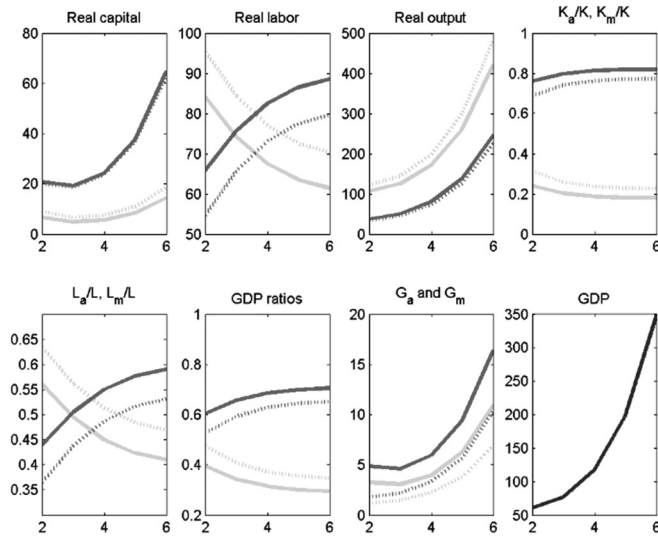 Real capital
Real labor
Real output
K_a/K, K_m/K
80
60
40
20
0
2 4 6
100
90
80
70
60
50
2 4 6
500
400
300
200
100
0
2 4 6
1
0.8
0.6
0.4
0.2
0
2 4 6
L_a/L, L_m/L
GDP ratios
G_a and G_m
GDP
0.65
0.6
0.55
0.5
0.45
0.4
0.35
2 4 6
1
0.8
0.6
0.4
0.2
2 4 6
20
15
10
5
0
2 4 6
350
300
250
200
150
100
50
2 4 6